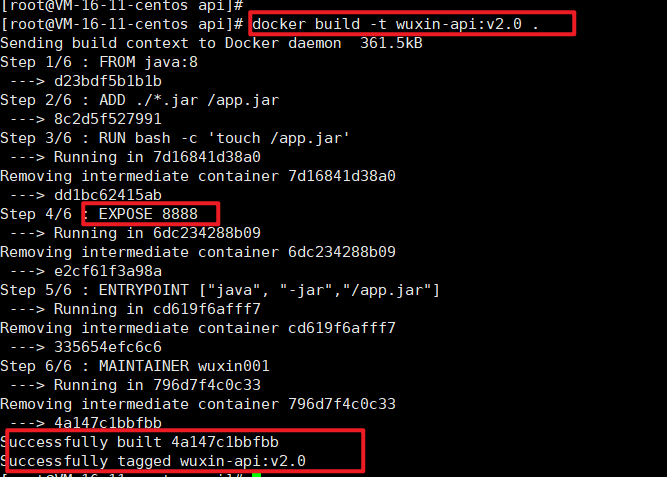 [root@VM-16-11-centos api]#
[root@VM-16-11-centos api]# docker build -t wuxin-api:v2.0 .
Sending build context to Docker daemon  361.5kB
Step 1/6 : FROM java:8
 ---> d23bdf5b1b1b
Step 2/6 : ADD ./*.jar /app.jar
 ---> 8c2d5f527991
Step 3/6 : RUN bash -c 'touch /app.jar'
 ---> Running in 7d16841d38a0
Removing intermediate container 7d16841d38a0
 ---> dd1bc62415ab
Step 4/6 : EXPOSE 8888
 ---> Running in 6dc234288b09
Removing intermediate container 6dc234288b09
 ---> e2cf61f3a98a
Step 5/6 : ENTRYPOINT ["java", "-jar","/app.jar"]
 ---> Running in cd619f6afff7
Removing intermediate container cd619f6afff7
 ---> 335654efc6c6
Step 6/6 : MAINTAINER wuxin001
 ---> Running in 796d7f4c0c33
Removing intermediate container 796d7f4c0c33
 ---> 4a147c1bbfbb
Successfully built 4a147c1bbfbb
Successfully tagged wuxin-api:v2.0
[root@VM-16-11-centos api]#